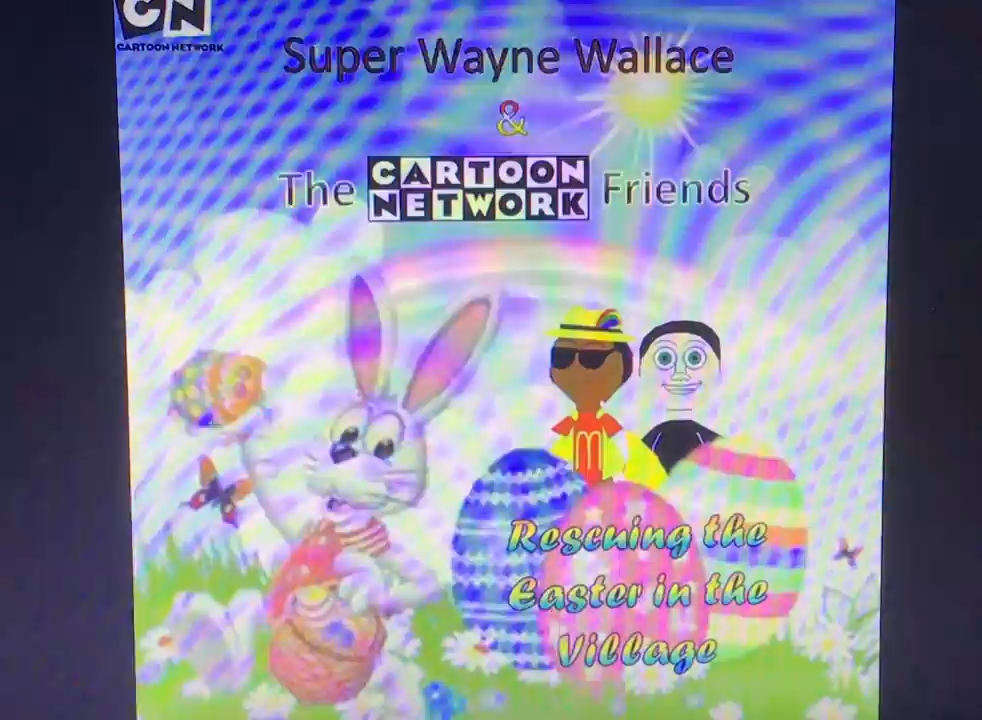 CN
CARTOON NETWORK
Super Wayne Wallace
&
The CARTOON NETWORK Friends
m
Rescuing the
Easter in the
Village